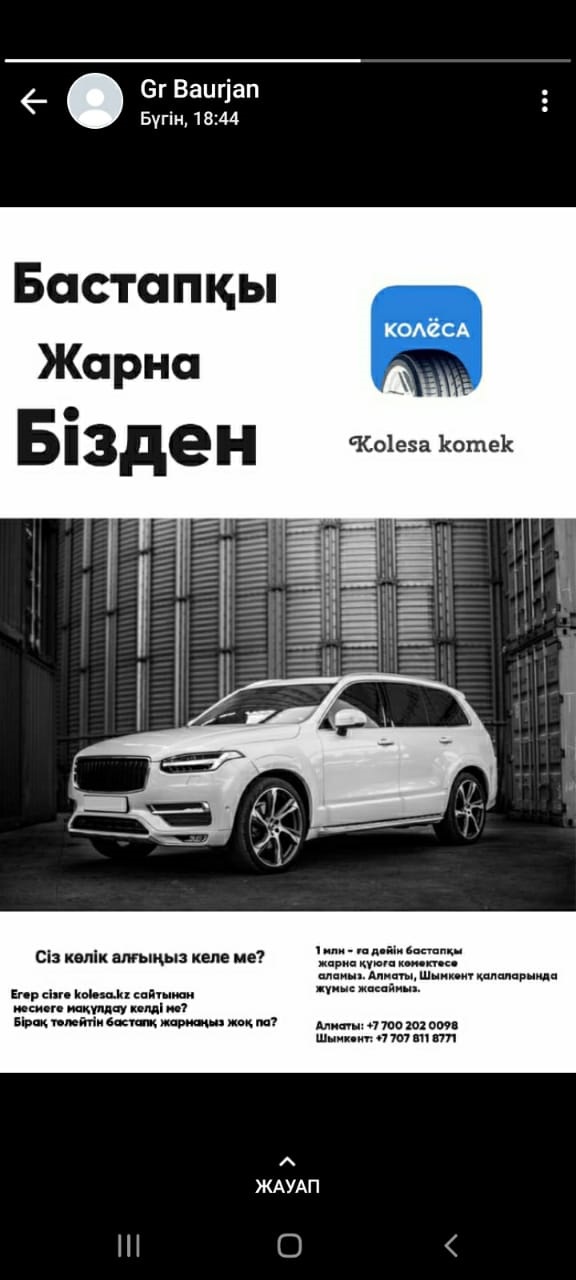 Gr Baurjan
Бүгін, 18:44
Бастапқы
Жарна
Бізден
КОЛЁСА
Kolesa komek
Сіз көлік алғыңыз келе ме?
Егер сізге kolesa.kz сайтынан
несиеге мақұлдау келді ме?
Бірақ төлейтін бастапқ жарнаңыз жоқ па?
1 млн - ға дейін бастапқы
жарна құюға көмектесе
аламыз. Алматы, Шымкент қалаларында
жұмыс жасаймыз.
Алматы: +7 700 202 0098
Шымкент: +7 707 811 8771
ЖАУАП